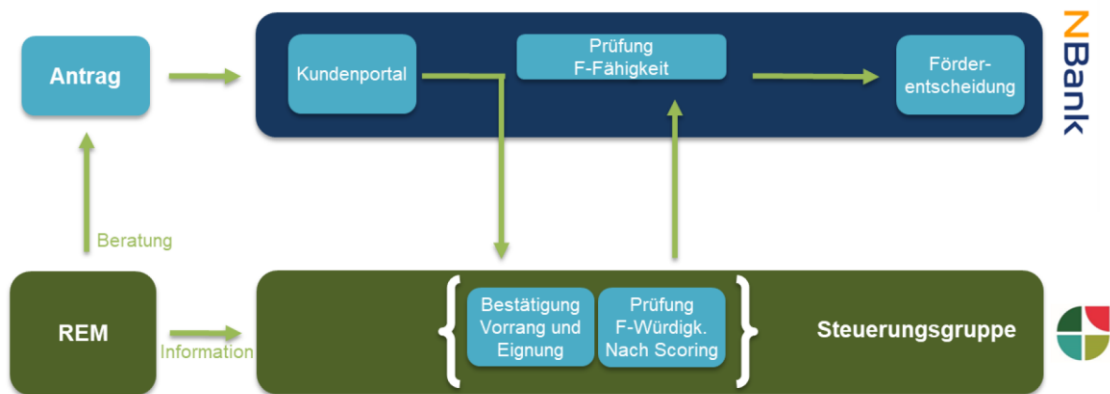 Antrag
Kundenportal
Prüfung
F-Fähigkeit
Förder-
entscheidung
NBank
Beratung
REM
Information
Bestätigung
Vorrang und
Eignung
Prüfung
F-Würdigk.
Nach Scoring
Steuerungsgruppe